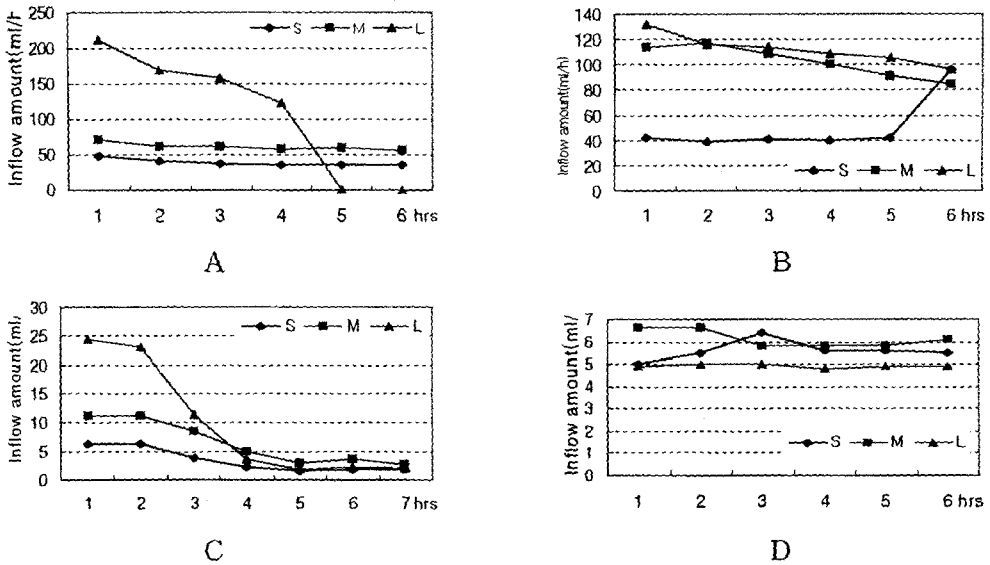 Inflow amount(ml/h
250
200
150
100
50
0
S M L
1 2 3 4 5 6 hrs
A
Inflow amount(ml/h)
140
120
100
80
60
40
20
0
S M L
1 2 3 4 5 6 hrs
B
Inflow amount(ml/
30
25
20
15
10
5
0
S M L
1 2 3 4 5 6 7 hrs
C
Inflow amount(ml/
7
6
5
4
3
2
1
0
S M L
1 2 3 4 5 6 hrs
D